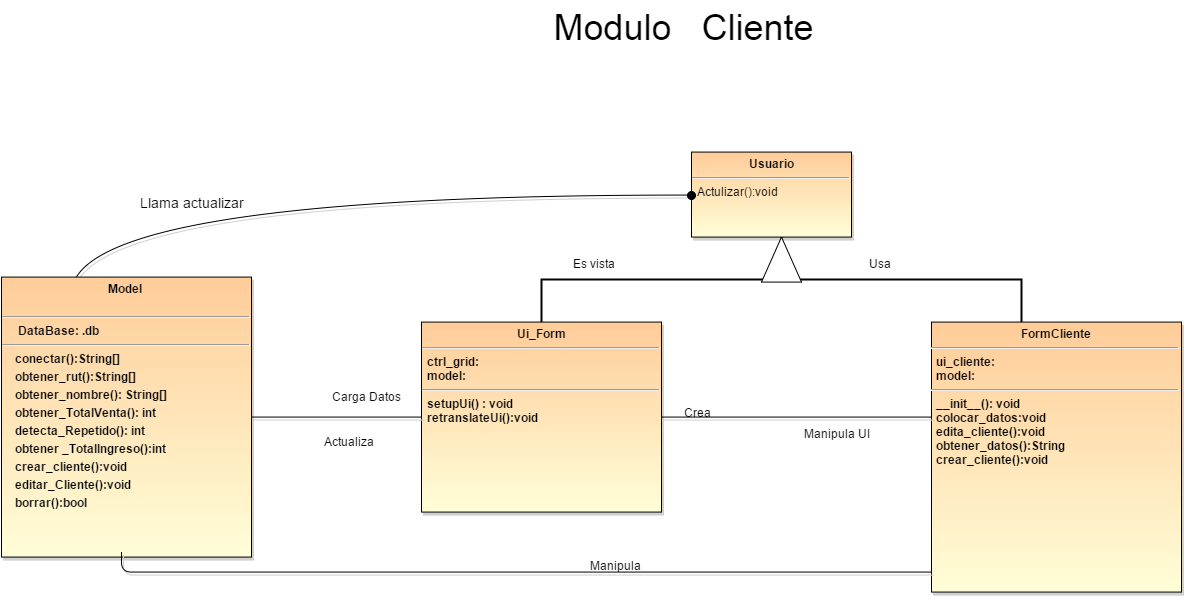 Modulo Cliente
Usuario
Actulizar():void
Llama actualizar
Es vista
Usa
Model
DataBase: .db
conectar():String[]
obtener_rut():String[]
obtener_nombre(): String[]
obtener_TotalVenta(): int
detecta_Repetido(): int
obtener _TotalIngreso():int
crear_cliente():void
editar_Cliente():void
borrar():bool
Carga Datos
Actualiza
Ui_Form
ctrl_grid:
model:
setupUi() : void
retranslateUi():void
Crea
Manipula UI
FormCliente
ui_cliente:
model:
__init__(): void
colocar_datos:void
edita_cliente():void
obtener_datos():String
crear_cliente():void
Manipula